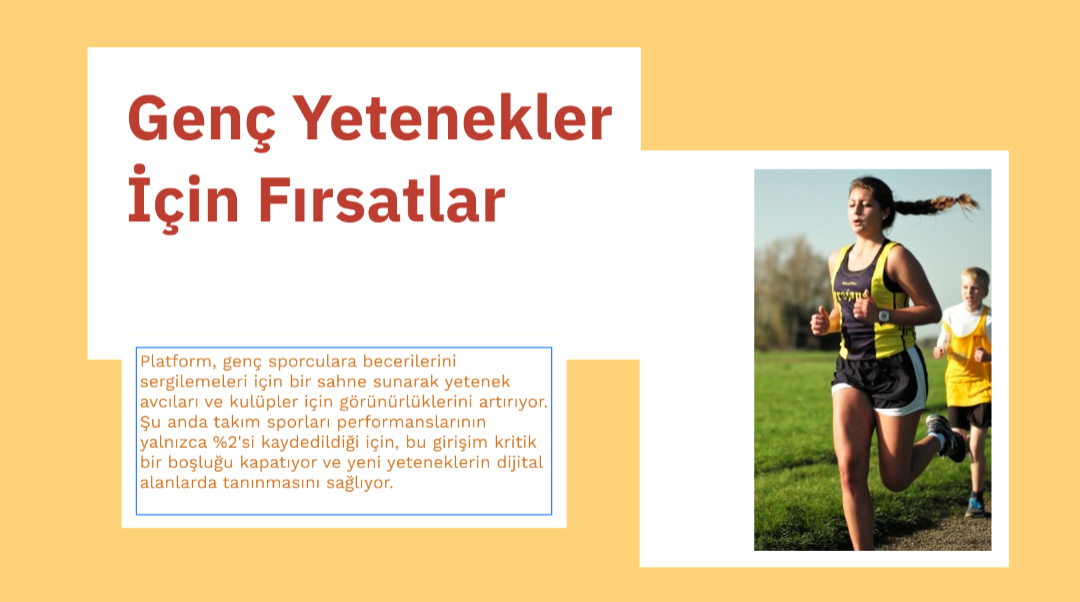 Genç Yetenekler
İçin Fırsatlar
Platform, genç sporculara becerilerini
sergilemeleri için bir sahne sunarak yetenek
avcıları ve kulüpler için görünürlüklerini artırıyor.
Şu anda takım sporları performanslarının
yalnızca %2'si kaydedildiği için, bu girişim kritik
bir boşluğu kapatıyor ve yeni yeteneklerin dijital
alanlarda tanınmasını sağlıyor.